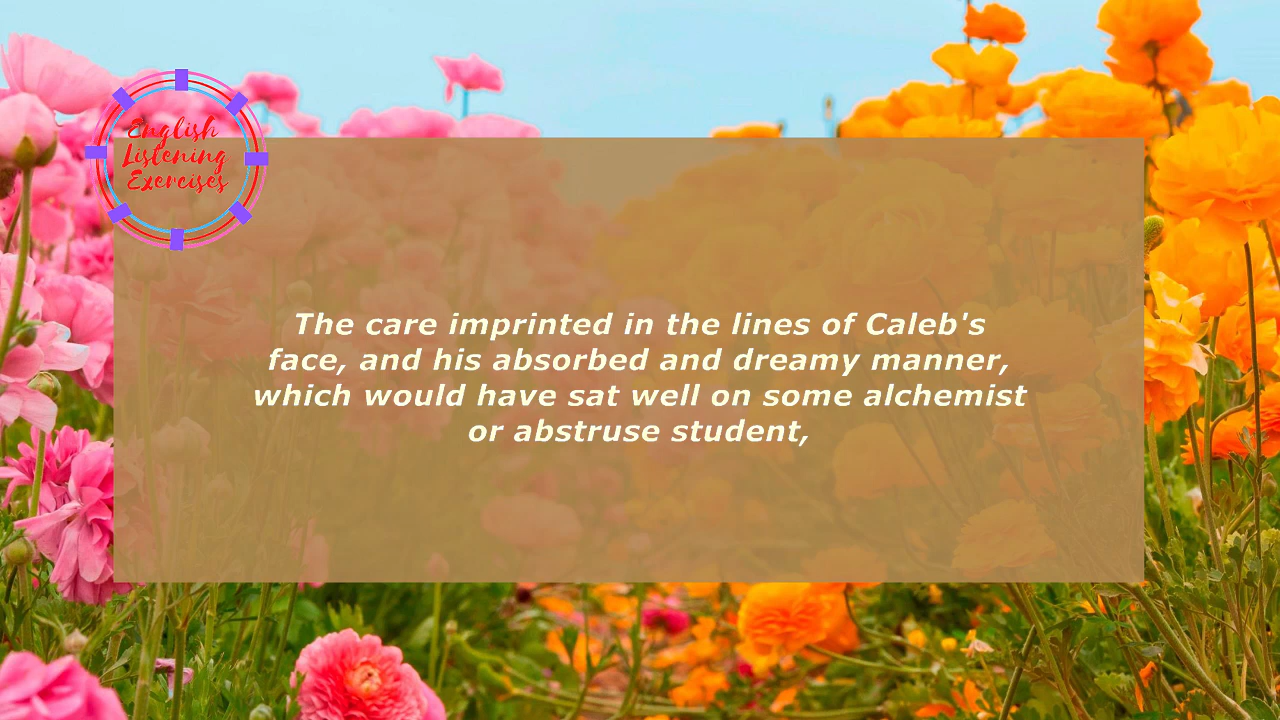 English
Listening
Exercises
The care imprinted in the lines of Caleb's
face, and his absorbed and dreamy manner,
which would have sat well on some alchemist
or abstruse student,